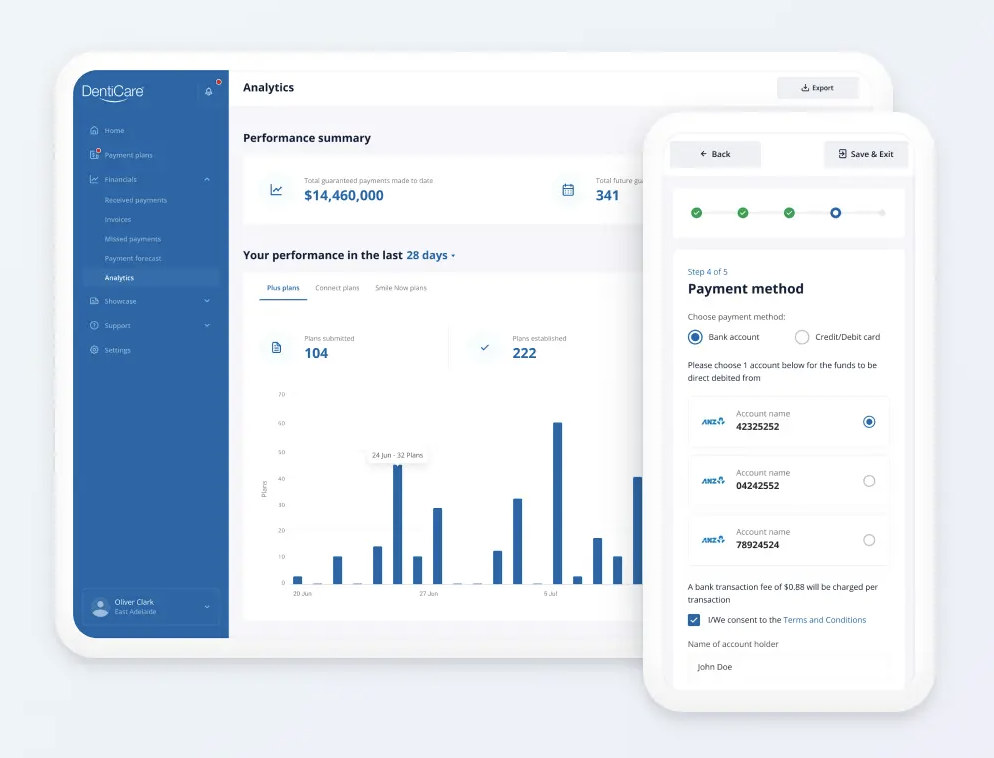 DentiCare
Home
Payment plans
Financials
Received payments
Invoices
Missed payments
Payment forecast
Analytics
Showcase
Support
Settings
Oliver Clark
East Adelaide
Analytics
Export
Performance summary
Total guaranteed payments made to date
$14,460,000
Total future gua
341
Your performance in the last 28 days
Plus plans Connect plans Smile Now plans
Plans submitted
104
Plans established
222
70
60
50
40
30
20
10
0
Plans
24 Jun - 32 Plans
20 Jun 27 Jun 5 Jul
Back
Save & Exit
Step 4 of 5
Payment method
Choose payment method:
Bank account Credit/Debit card
Please choose 1 account below for the funds to be
direct debited from
ANZ
Account name
42325252
ANZ
Account name
04242552
ANZ
Account name
78924524
A bank transaction fee of $0.88 will be charged per
transaction
I/We consent to the Terms and Conditions
Name of account holder
John Doe